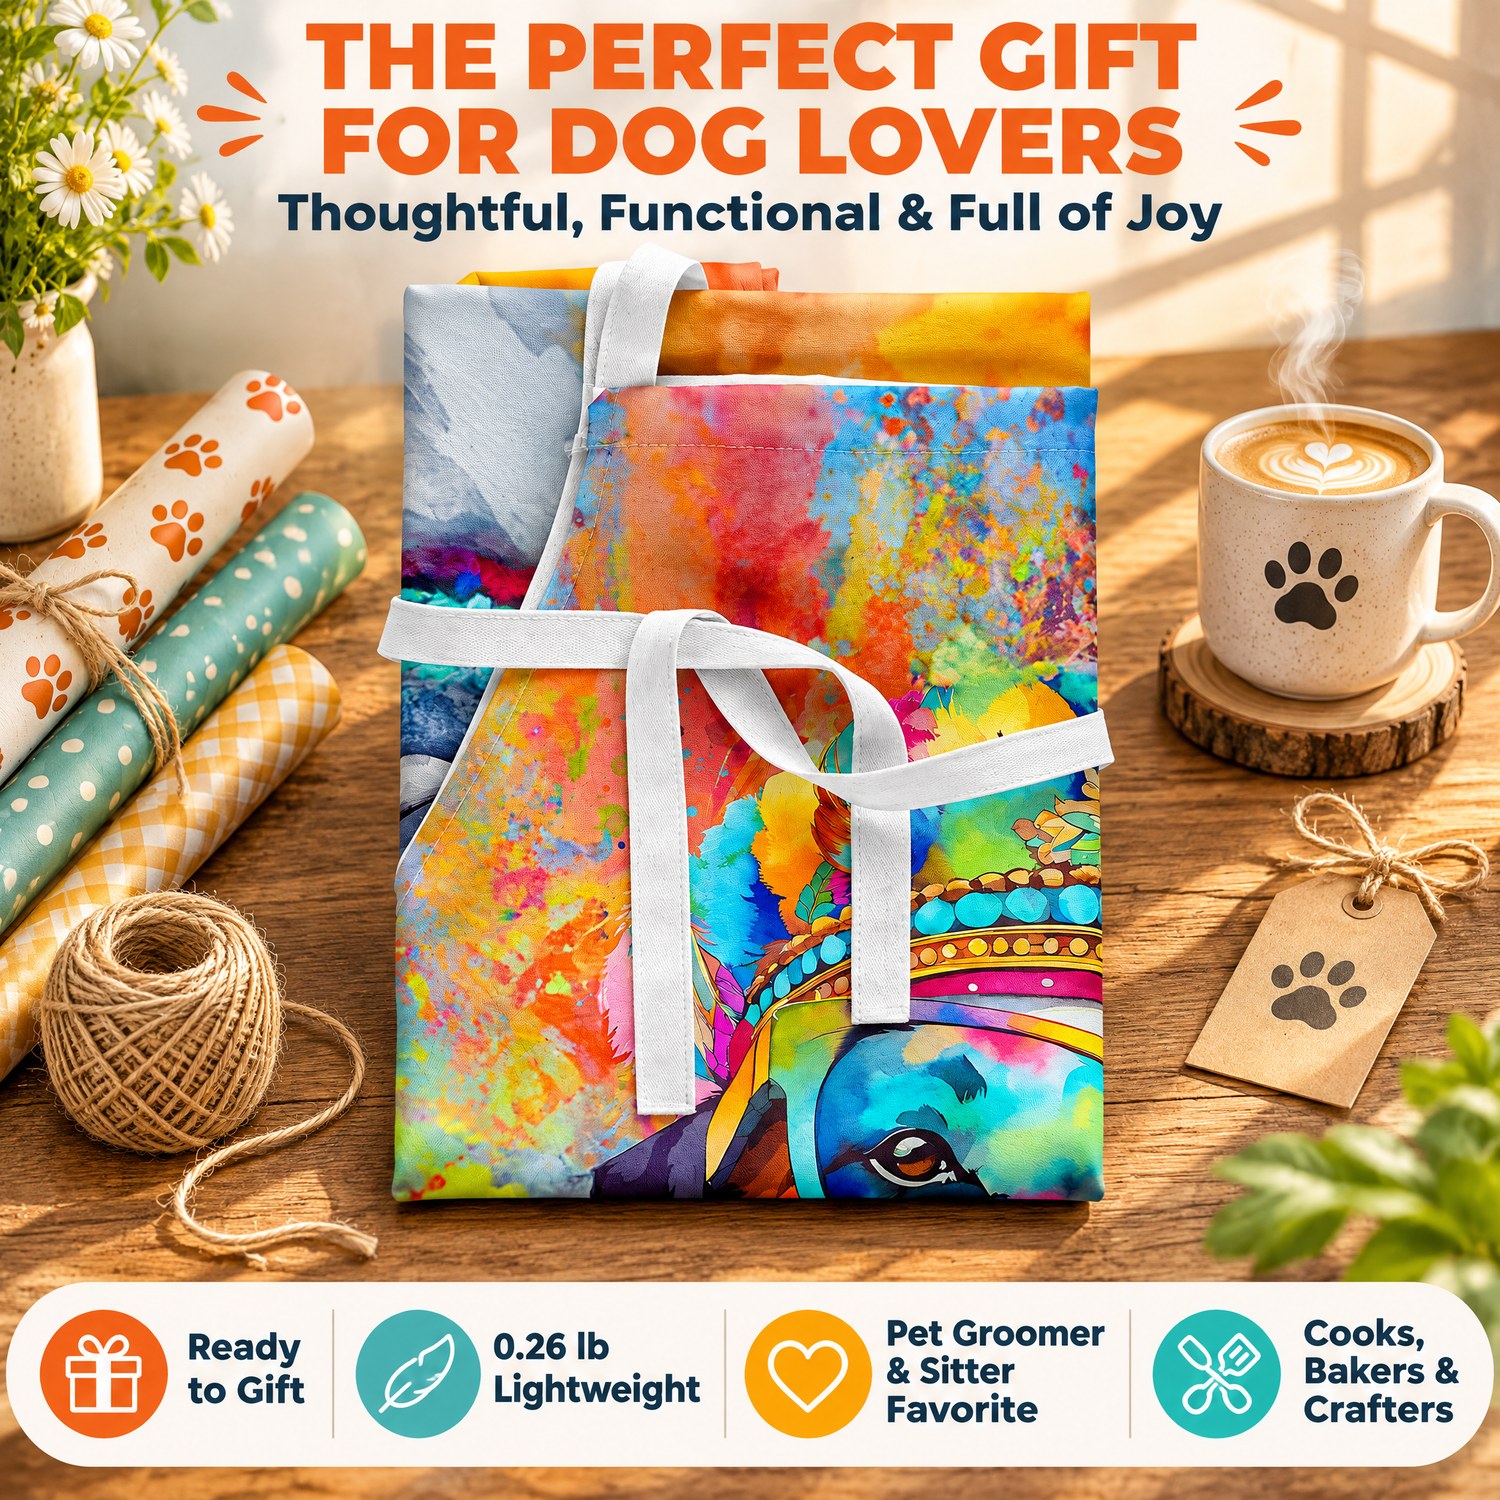 THE PERFECT GIFT
FOR DOG LOVERS
Thoughtful, Functional & Full of Joy
Ready
to Gift
0.26 lb
Lightweight
Pet Groomer
& Sitter
Favorite
Cooks,
Bakers &
Crafters